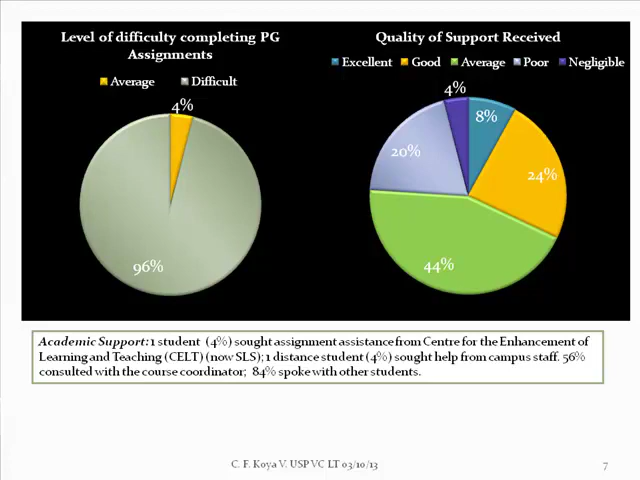 Level of difficulty completing PG
Assignments
Average Difficult
4%
96%
Quality of Support Received
Excellent Good Average Poor Negligible
4%
8%
20%
24%
44%
Academic Support: 1 student (4%) sought assignment assistance from Centre for the Enhancement of
Learning and Teaching (CELT) (now SLS); 1 distance student (4%) sought help from campus staff. 56%
consulted with the course coordinator; 84% spoke with other students.
C. F. Koya V. USP VC LT 03/10/13
7